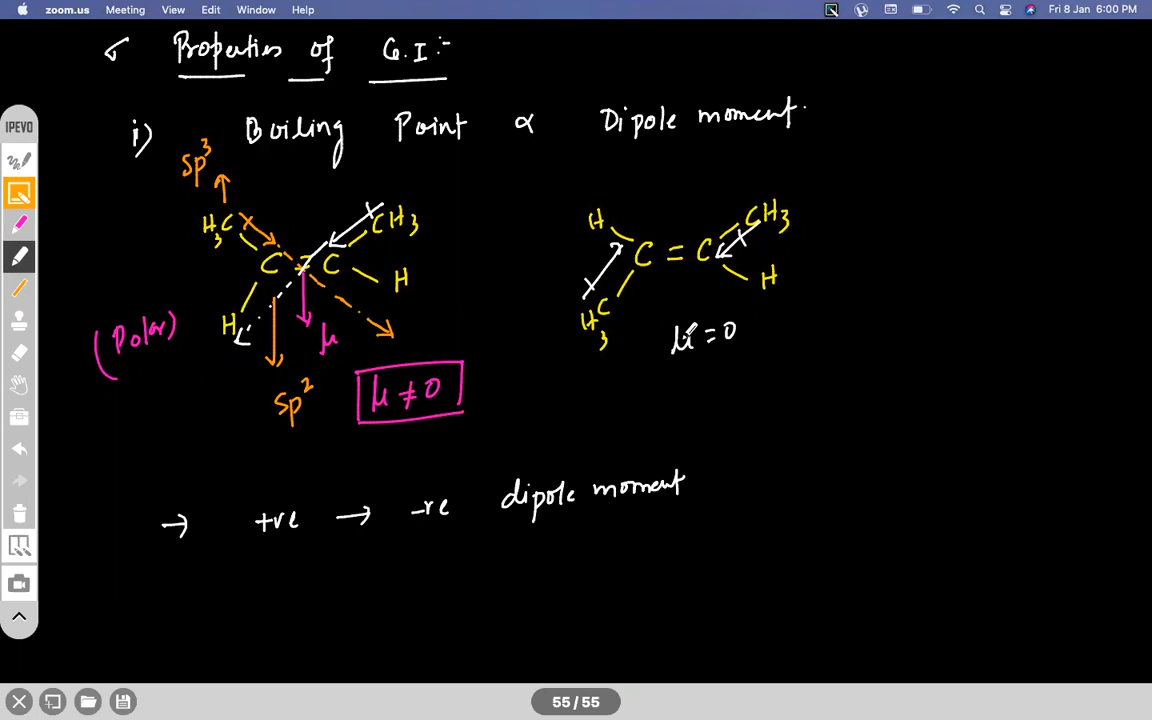 zoom.us Meeting View Edit Window Help Fri 8 Jan 6:00 PM
Properties of G.I :-
IPEVO
i) Boiling Point ∝ Dipole moment.
Sp³
H₃C CH₃ H CH₃
C = C C = C
H H H₃C H
(Polar) μ μ = 0
Sp² μ ≠ 0
→ +ve → -ve dipole moment
55 / 55